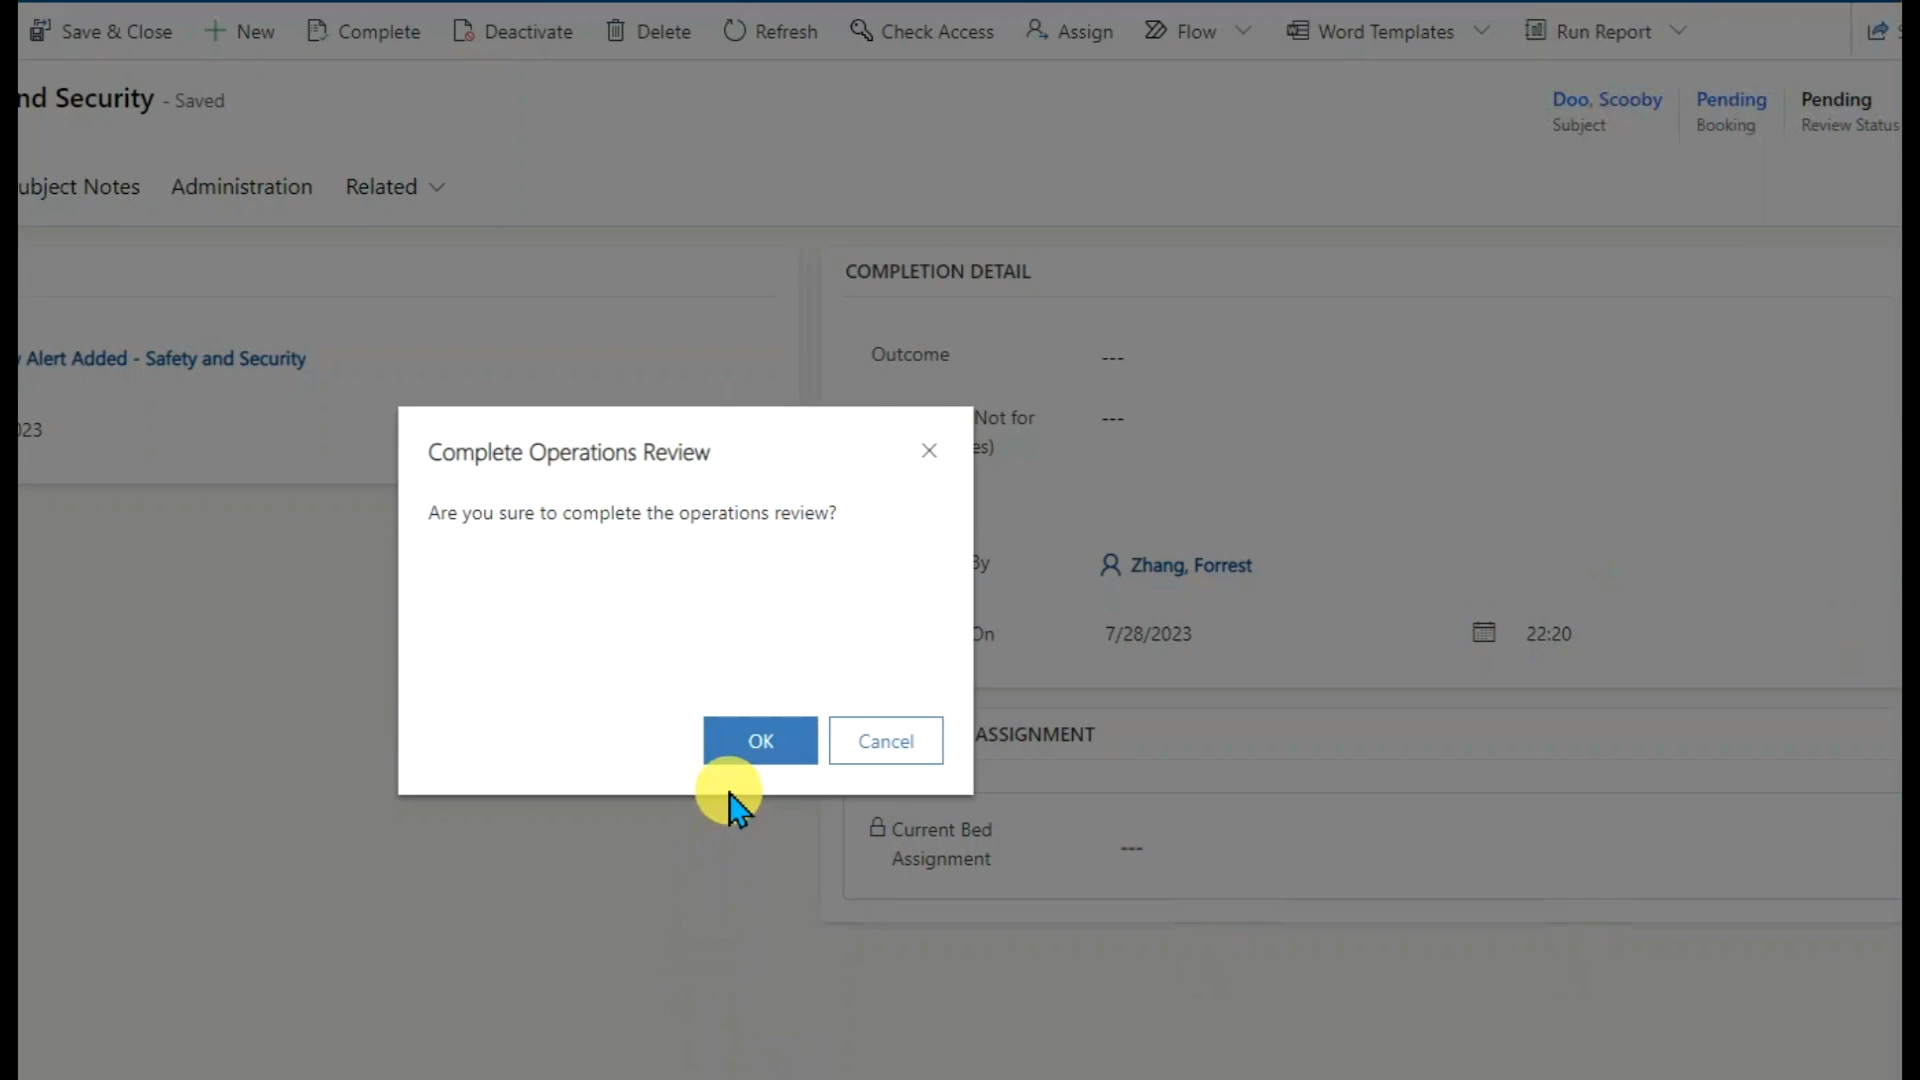 Save & Close New Complete Deactivate Delete Refresh Check Access Assign Flow Word Templates Run Report
nd Security - Saved
Doo, Scooby Pending Pending
Subject Booking Review Status
ubject Notes Administration Related
COMPLETION DETAIL
Alert Added - Safety and Security
Outcome ---
023
Not for ---
es)
Complete Operations Review
Are you sure to complete the operations review?
By Zhang, Forrest
On 7/28/2023 22:20
OK Cancel
ASSIGNMENT
Current Bed
Assignment ---